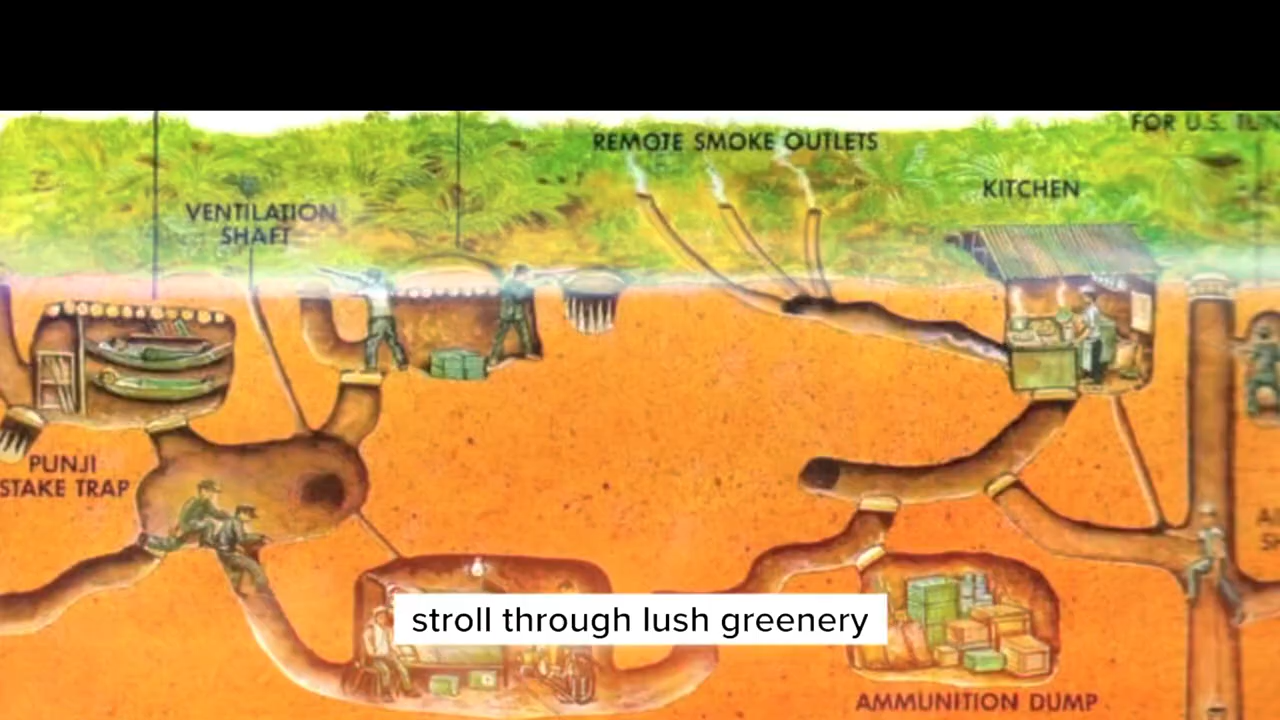 FOR U.S.
REMOTE SMOKE OUTLETS
KITCHEN
VENTILATION
SHAFT
PUNJI
STAKE TRAP
stroll through lush greenery
AMMUNITION DUMP